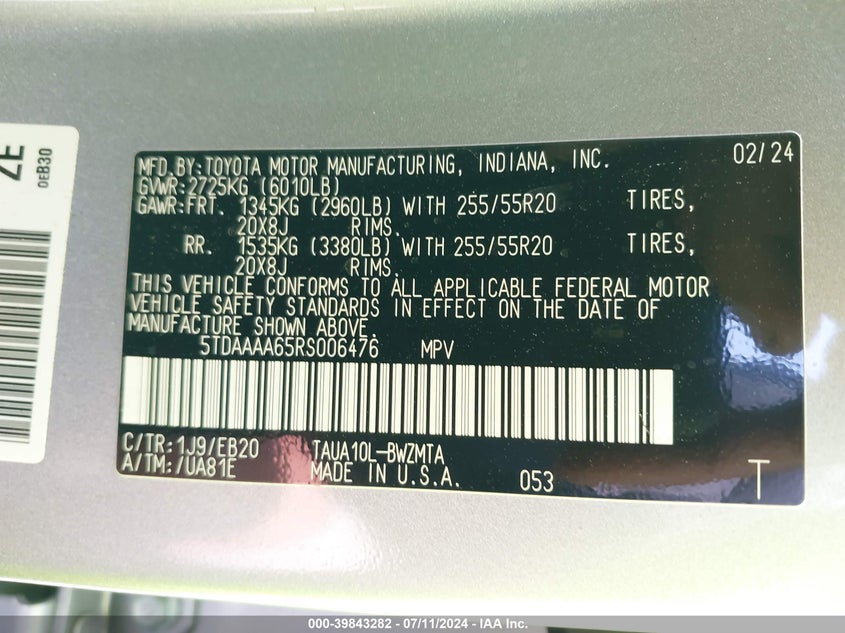 ZE
0EB30
MFD.BY:TOYOTA MOTOR MANUFACTURING, INDIANA, INC. 02/24
GVWR:2725KG (6010LB)
GAWR:FRT. 1345KG (2960LB) WITH 255/55R20 TIRES,
20X8J RIMS.
RR. 1535KG (3380LB) WITH 255/55R20 TIRES,
20X8J RIMS.
THIS VEHICLE CONFORMS TO ALL APPLICABLE FEDERAL MOTOR
VEHICLE SAFETY STANDARDS IN EFFECT ON THE DATE OF
MANUFACTURE SHOWN ABOVE.
5TDAAAA65RS006476 MPV
C/TR:1J9/EB20 TAUA10L-BWZMTA
A/TM:/UA81E MADE IN U.S.A. 053 T
000-39843282 - 07/11/2024 - IAA Inc.